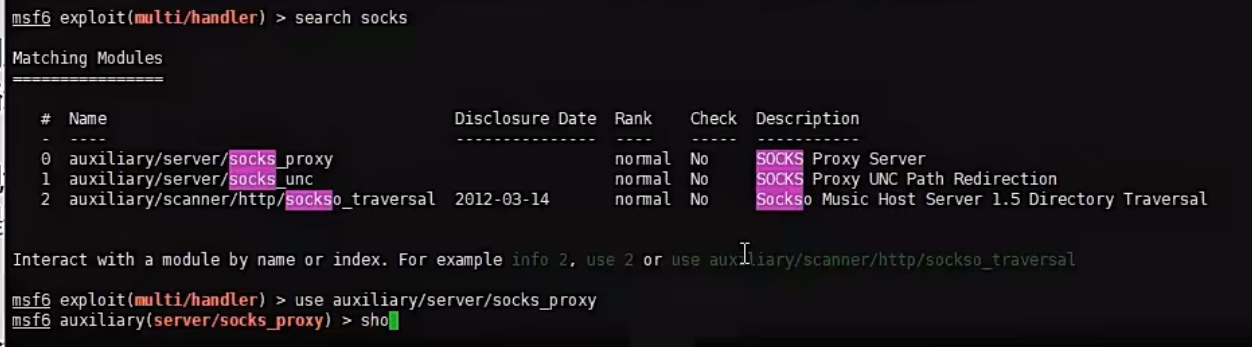 msf6 exploit(multi/handler) > search socks
Matching Modules
================
# Name Disclosure Date Rank Check Description
- ---- --------------- ---- ----- -----------
0 auxiliary/server/socks_proxy normal No SOCKS Proxy Server
1 auxiliary/server/socks_unc normal No SOCKS Proxy UNC Path Redirection
2 auxiliary/scanner/http/sockso_traversal 2012-03-14 normal No Sockso Music Host Server 1.5 Directory Traversal
Interact with a module by name or index. For example info 2, use 2 or use auxiliary/scanner/http/sockso_traversal
msf6 exploit(multi/handler) > use auxiliary/server/socks_proxy
msf6 auxiliary(server/socks_proxy) > sho